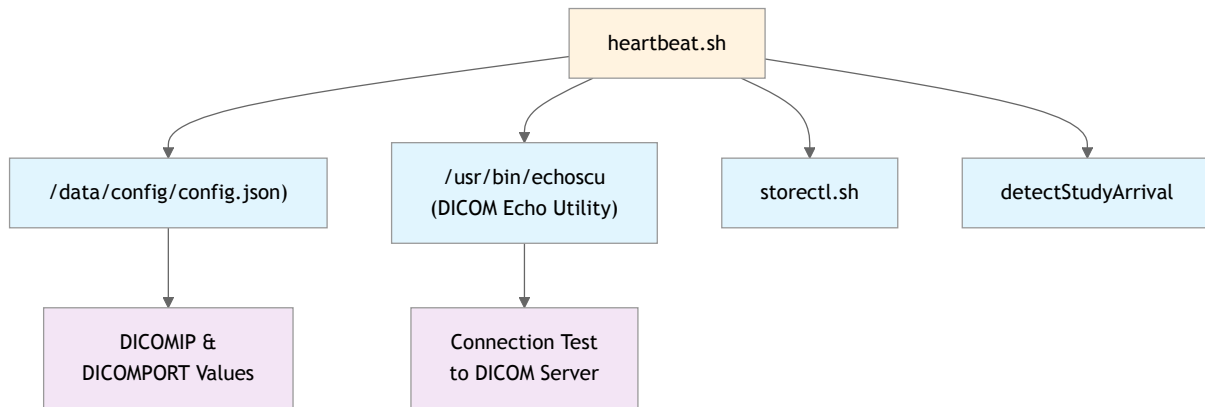 heartbeat.sh
/data/config/config.json)
/usr/bin/echoscu
(DICOM Echo Utility)
storectl.sh
detectStudyArrival
DICOMIP &
DICOMPORT Values
Connection Test
to DICOM Server